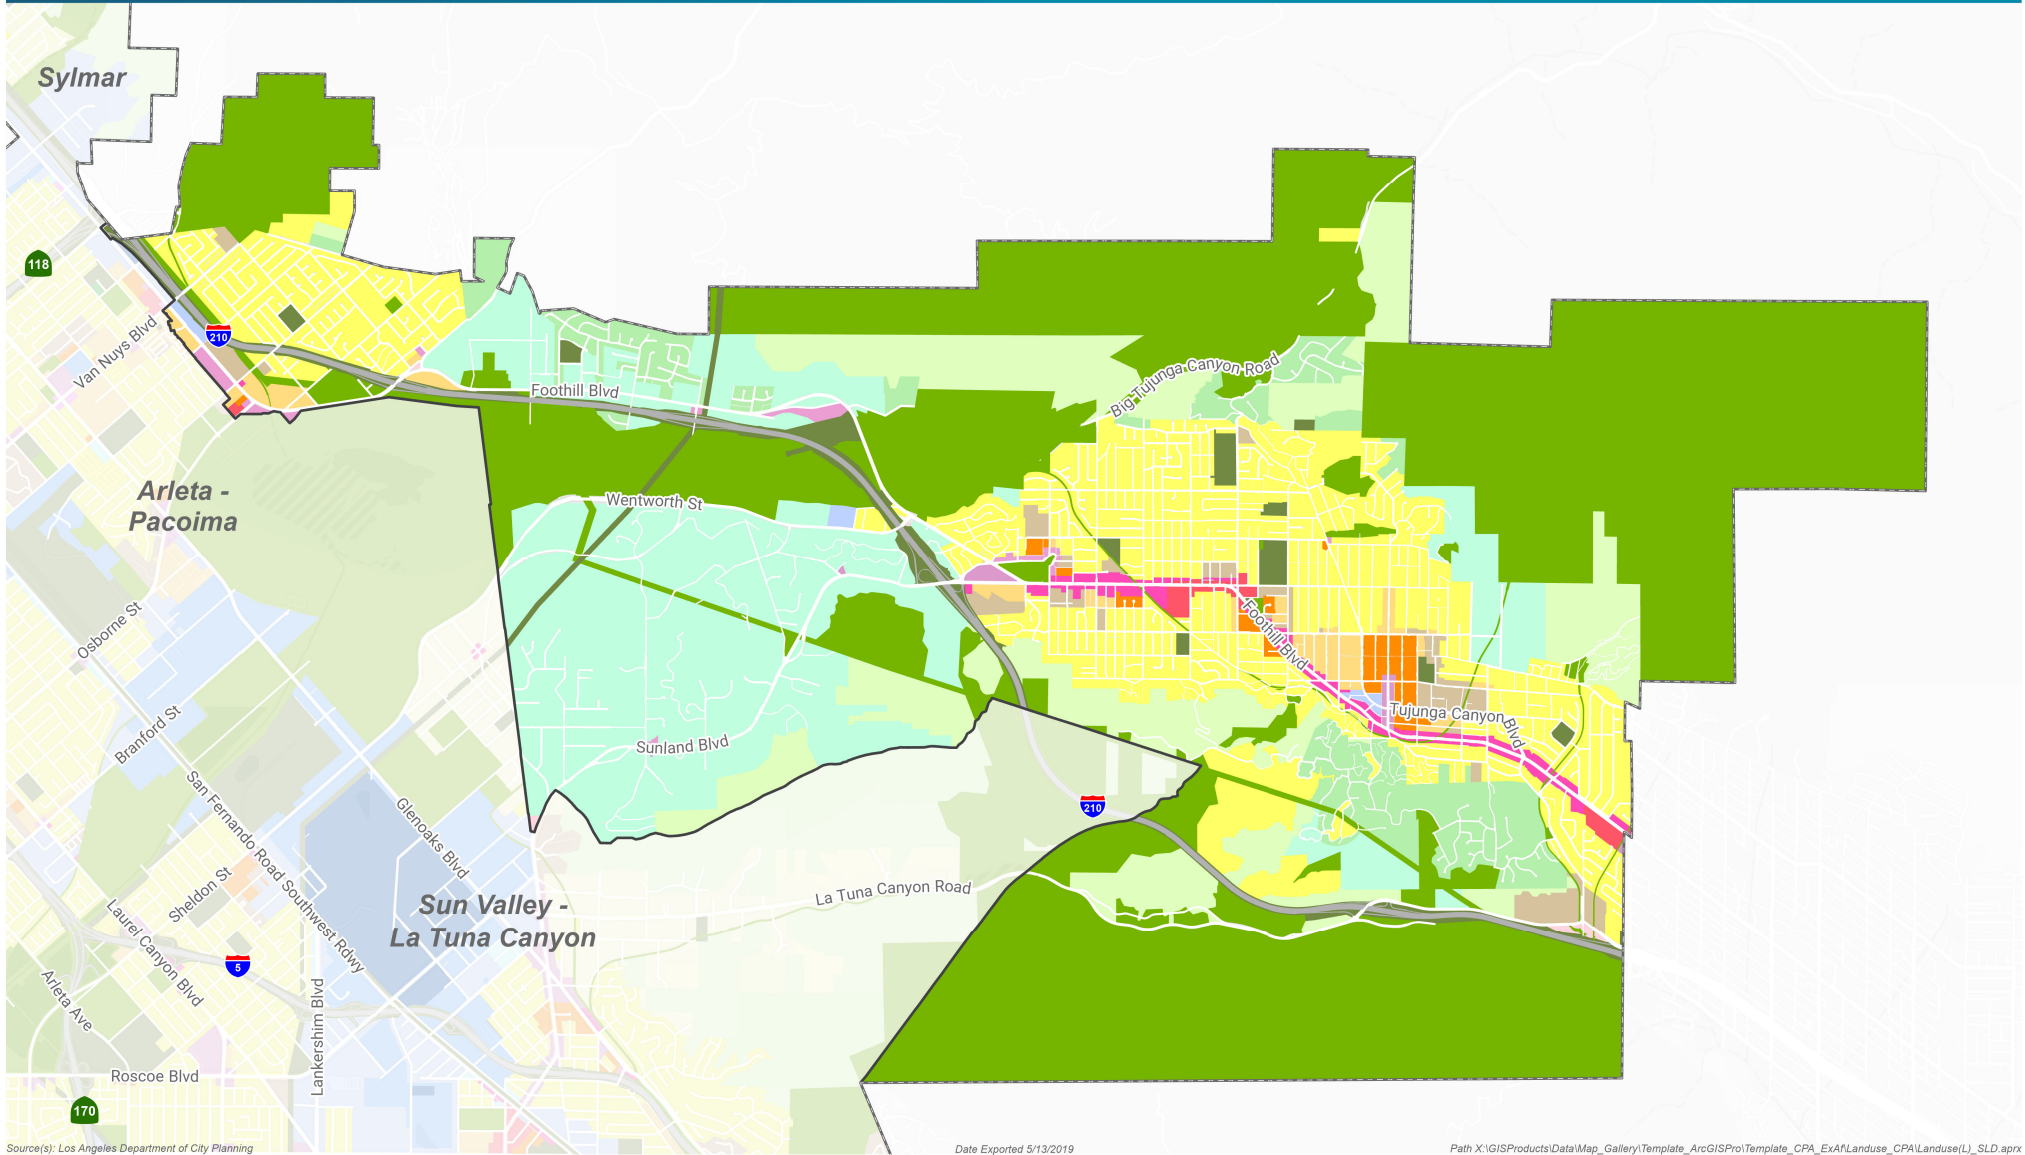 Sylmar
118
Van Nuys Blvd
210
Foothill Blvd
Big Tujunga Canyon Road
Arleta -
Pacoima
Wentworth St
Osborne St
Foothill Blvd
Branford St
Sunland Blvd
Tujunga Canyon Blvd
San Fernando Road Southwest Rdwy
Glenoaks Blvd
210
Sheldon St
Laurel Canyon Blvd
Sun Valley -
La Tuna Canyon
La Tuna Canyon Road
5
Arleta Ave
Lankershim Blvd
Roscoe Blvd
170
Source(s): Los Angeles Department of City Planning
Date Exported 5/13/2019
Path X:\GISProducts\Data\Map_Gallery\Template_ArcGISPro\Template_CPA_ExAf\Landuse_CPA\Landuse(L)_SLD.aprx